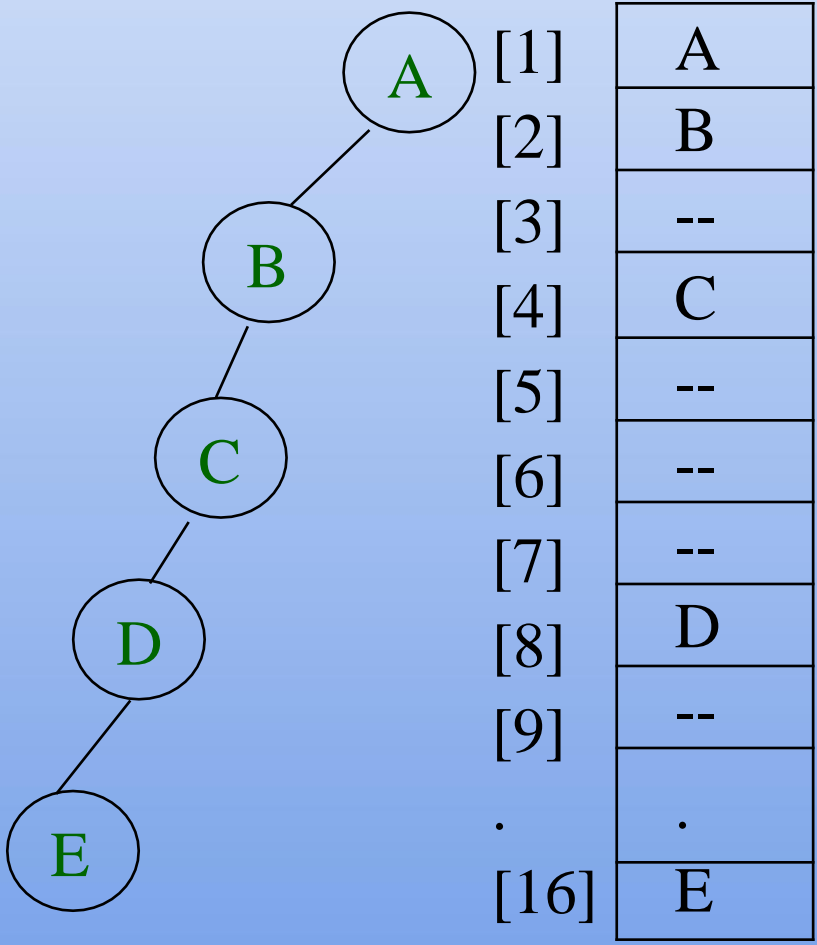 A
B
C
D
E
[1] A
[2] B
[3] --
[4] C
[5] --
[6] --
[7] --
[8] D
[9] --
. .
[16] E